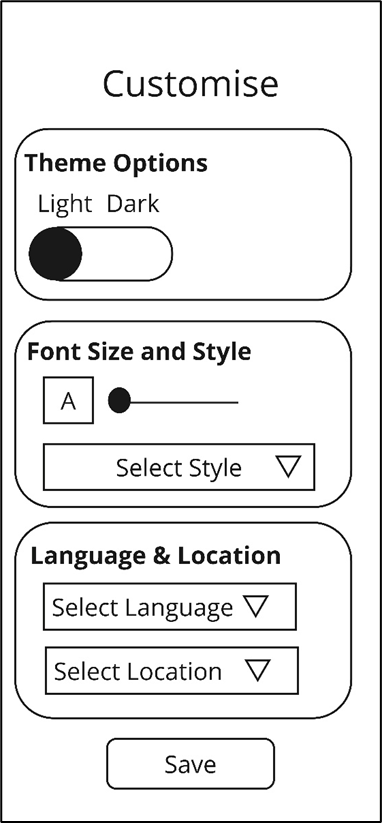 Customise
Theme Options
Light Dark
Font Size and Style
A
Select Style
Language & Location
Select Language
Select Location
Save